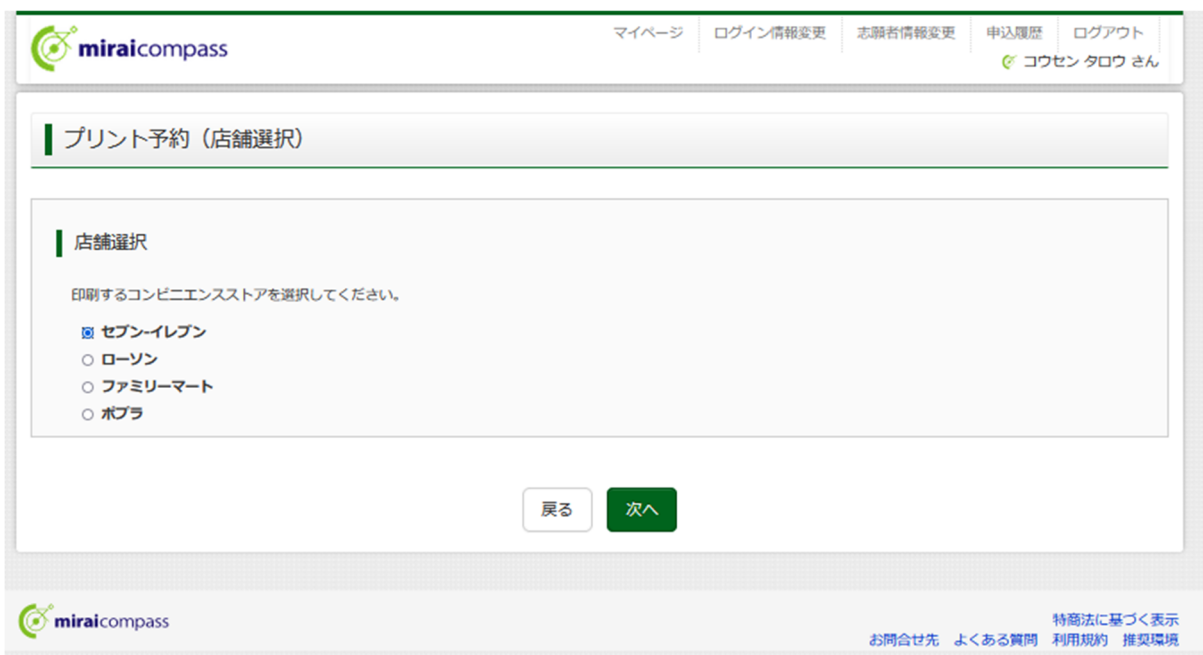 miraicompass
マイページ ログイン情報変更 志願者情報変更 申込履歴 ログアウト
コウセン タロウ さん
プリント予約（店舗選択）
店舗選択
印刷するコンビニエンスストアを選択してください。
セブン-イレブン
ローソン
ファミリーマート
ポプラ
戻る 次へ
miraicompass
特商法に基づく表示
お問合せ先 よくある質問 利用規約 推奨環境